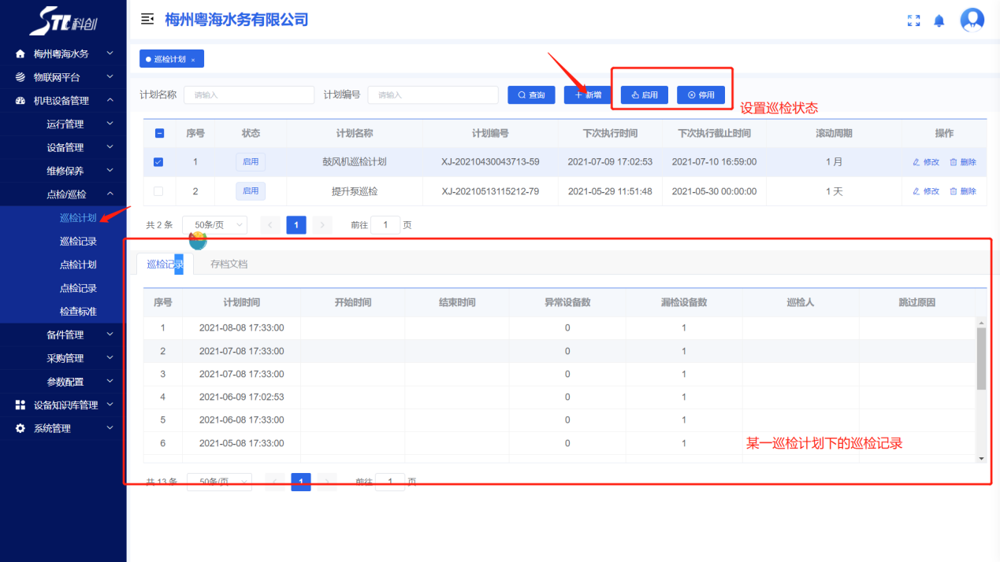 STC科创
梅州粤海水务有限公司
梅州粤海水务
物联网平台
机电设备管理
运行管理
设备管理
维修保养
点检/巡检
巡检计划
巡检记录
点检计划
点检记录
检查标准
备件管理
采购管理
参数配置
设备知识库管理
系统管理
巡检计划 ×
计划名称 请输入 计划编号 请输入 查询 新增 启用 停用
设置巡检状态
序号 状态 计划名称 计划编号 下次执行时间 下次执行截止时间 滚动周期 操作
1 启用 鼓风机巡检计划 XJ-20210430043713-59 2021-07-09 17:02:53 2021-07-10 16:59:00 1 月 修改 删除
2 启用 提升泵巡检 XJ-20210513115212-79 2021-05-29 11:51:48 2021-05-30 00:00:00 1 天 修改 删除
共 2 条 50条/页 1 前往 1 页
巡检记录 存档文档
序号 计划时间 开始时间 结束时间 异常设备数 漏检设备数 巡检人 跳过原因
1 2021-08-08 17:33:00 0 1
2 2021-07-08 17:33:00 0 1
3 2021-07-08 17:33:00 0 1
4 2021-06-09 17:02:53 0 1
5 2021-06-08 17:33:00 0 1
6 2021-05-08 17:33:00 0 1
某一巡检计划下的巡检记录
共 13 条 50条/页 1 前往 1 页